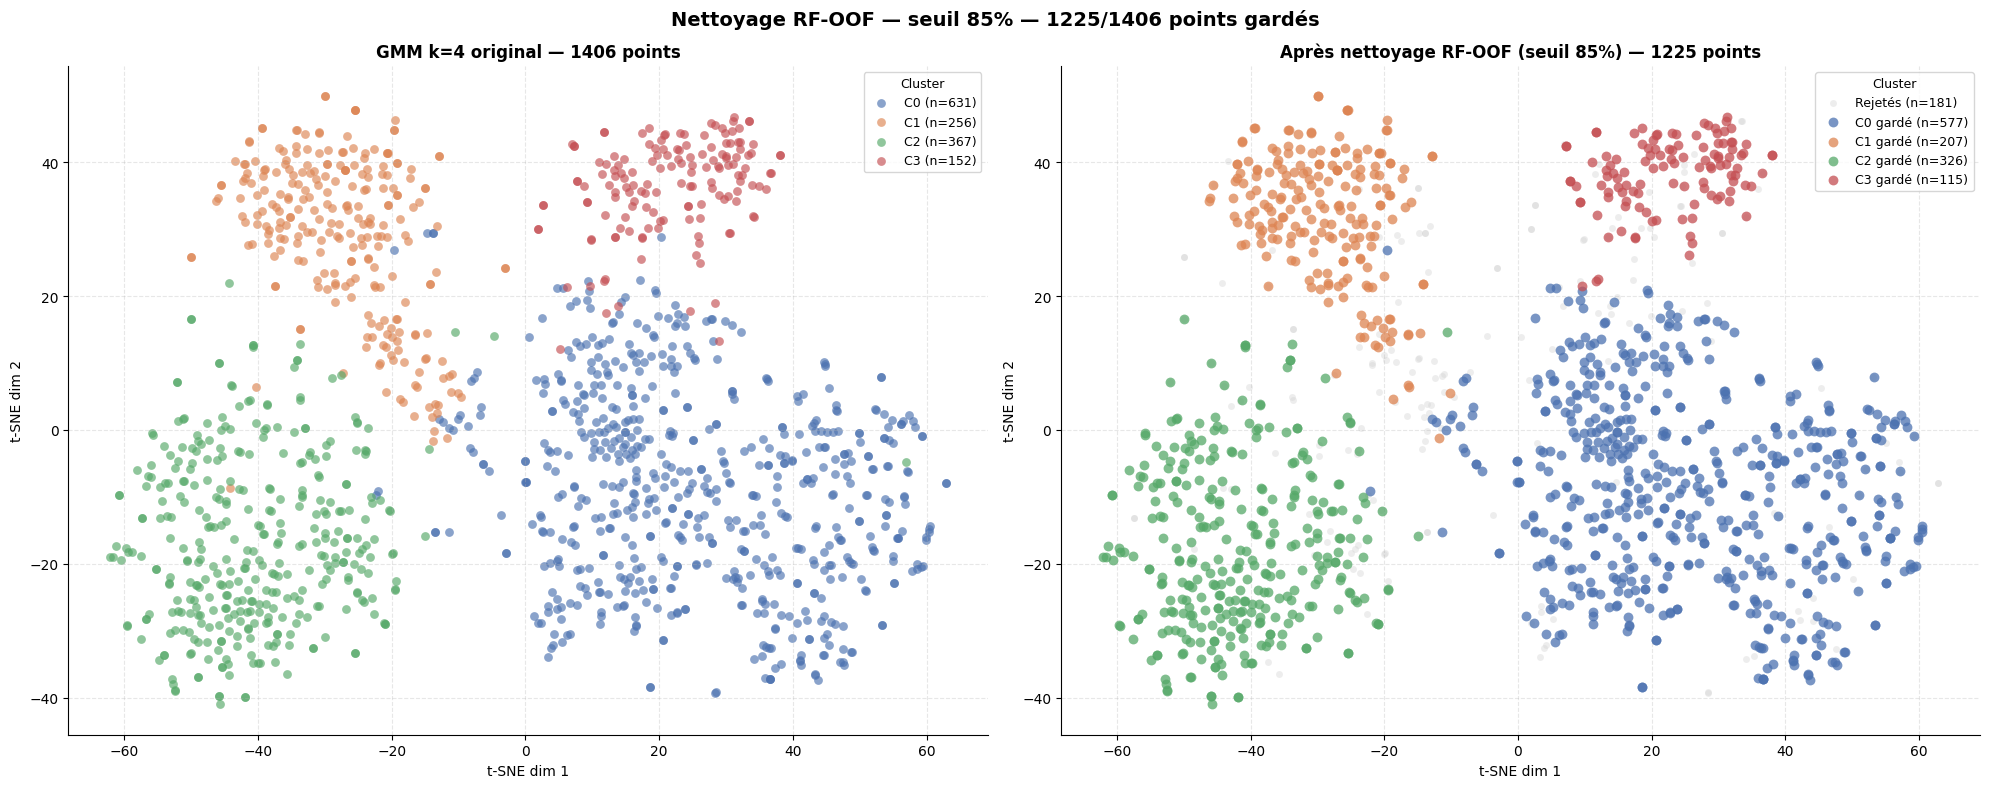 Nettoyage RF-OOF — seuil 85% — 1225/1406 points gardés
GMM k=4 original — 1406 points
Cluster
C0 (n=631)
C1 (n=256)
C2 (n=367)
C3 (n=152)
t-SNE dim 2
40
20
0
−20
−40
−60
−40
−20
0
20
40
60
t-SNE dim 1
Après nettoyage RF-OOF (seuil 85%) — 1225 points
Cluster
Rejetés (n=181)
C0 gardé (n=577)
C1 gardé (n=207)
C2 gardé (n=326)
C3 gardé (n=115)
t-SNE dim 2
40
20
0
−20
−40
−60
−40
−20
0
20
40
60
t-SNE dim 1